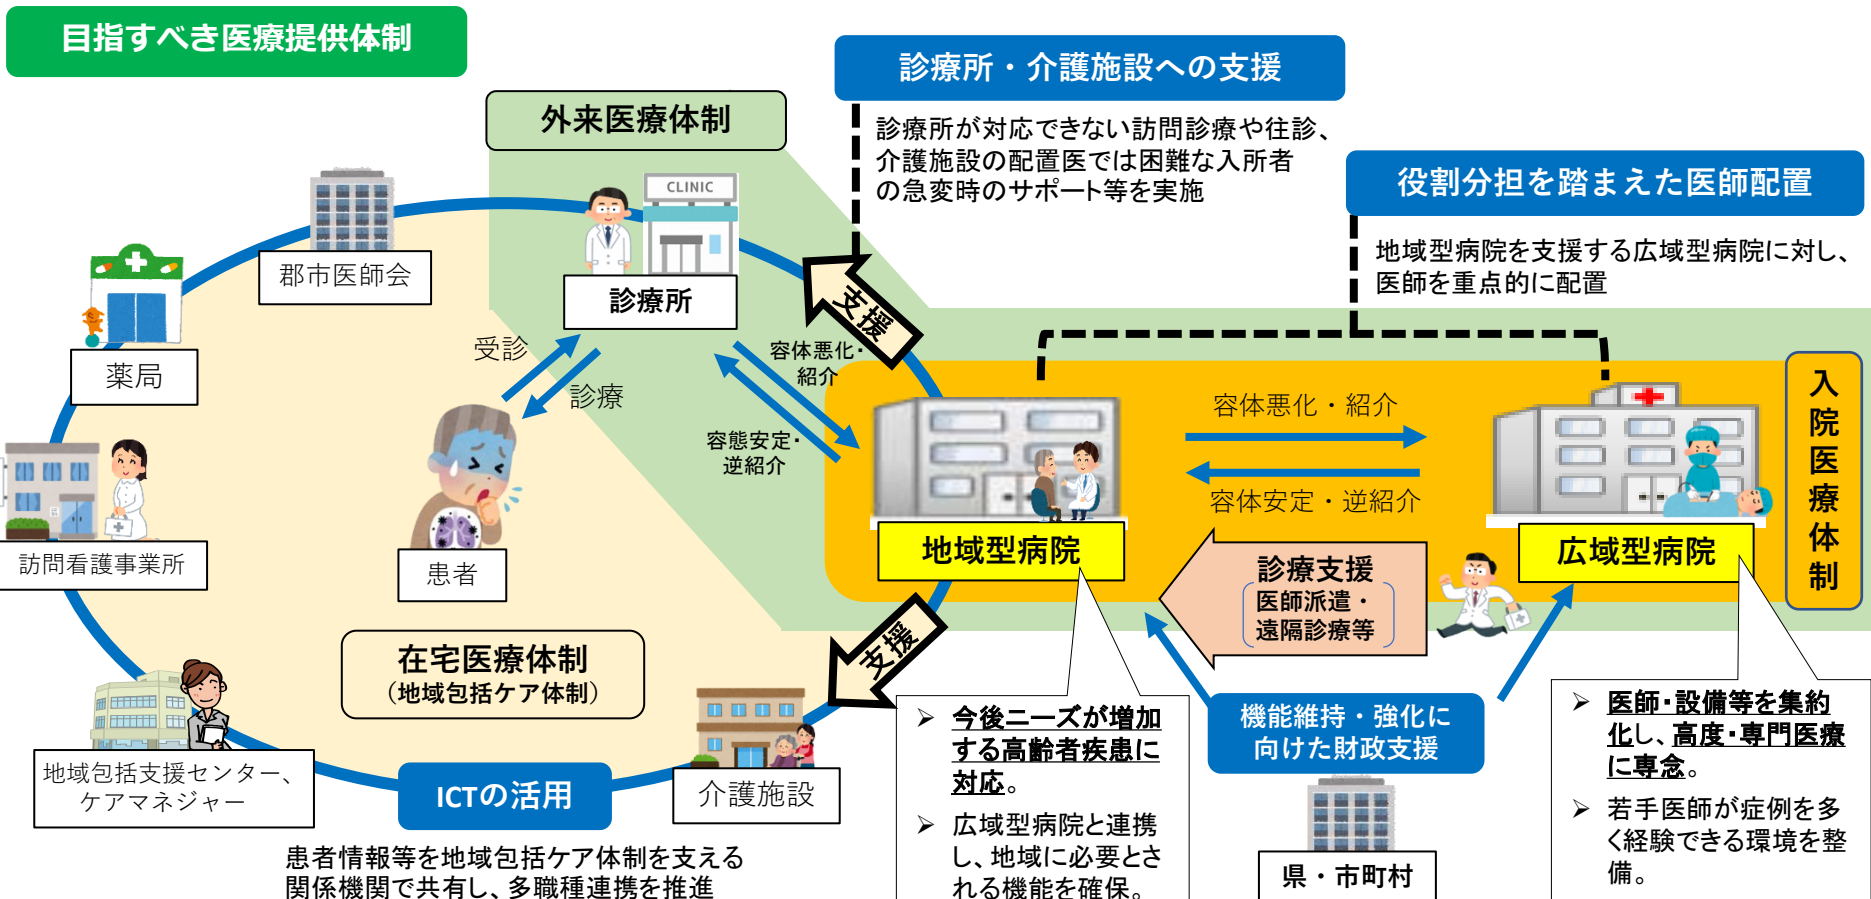 目指すべき医療提供体制
診療所・介護施設への支援
診療所が対応できない訪問診療や往診、
介護施設の配置医では困難な入所者
の急変時のサポート等を実施
外来医療体制
役割分担を踏まえた医師配置
地域型病院を支援する広域型病院に対し、
医師を重点的に配置
CLINIC
郡市医師会
診療所
支援
薬局
受診
診療
容体悪化・
紹介
容態安定・
逆紹介
容体悪化・紹介
容体安定・逆紹介
入院医療体制
訪問看護事業所
患者
地域型病院
広域型病院
診療支援
医師派遣・
遠隔診療等
支援
在宅医療体制
（地域包括ケア体制）
地域包括支援センター、
ケアマネジャー
ICTの活用
介護施設
患者情報等を地域包括ケア体制を支える
関係機関で共有し、多職種連携を推進
➢ 今後ニーズが増加
する高齢者疾患に
対応。
➢ 広域型病院と連携
し、地域に必要とさ
れる機能を確保。
機能維持・強化に
向けた財政支援
県・市町村
➢ 医師・設備等を集約
化し、高度・専門医療
に専念。
➢ 若手医師が症例を多
く経験できる環境を整
備。